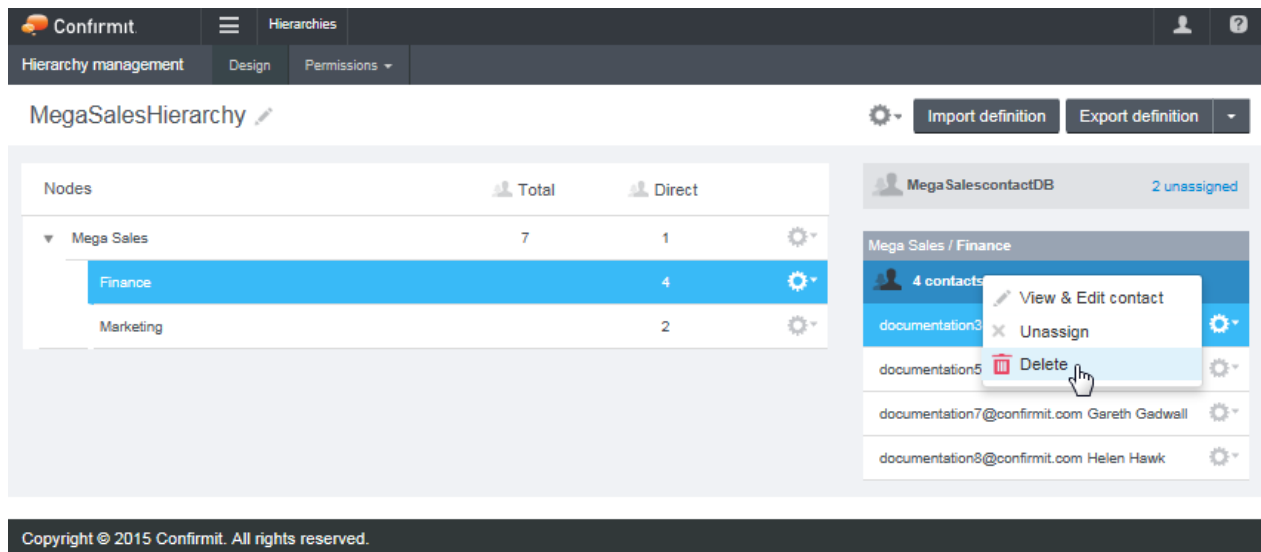 Confirmit. Hierarchies
Hierarchy management Design Permissions
MegaSalesHierarchy Import definition Export definition
Nodes Total Direct
MegaSalescontactDB 2 unassigned
Mega Sales 7 1
Mega Sales / Finance
Finance 4
4 contacts
View & Edit contact
Marketing 2
documentation3
Unassign
documentation5
Delete
documentation7@confirmit.com Gareth Gadwall
documentation8@confirmit.com Helen Hawk
Copyright © 2015 Confirmit. All rights reserved.